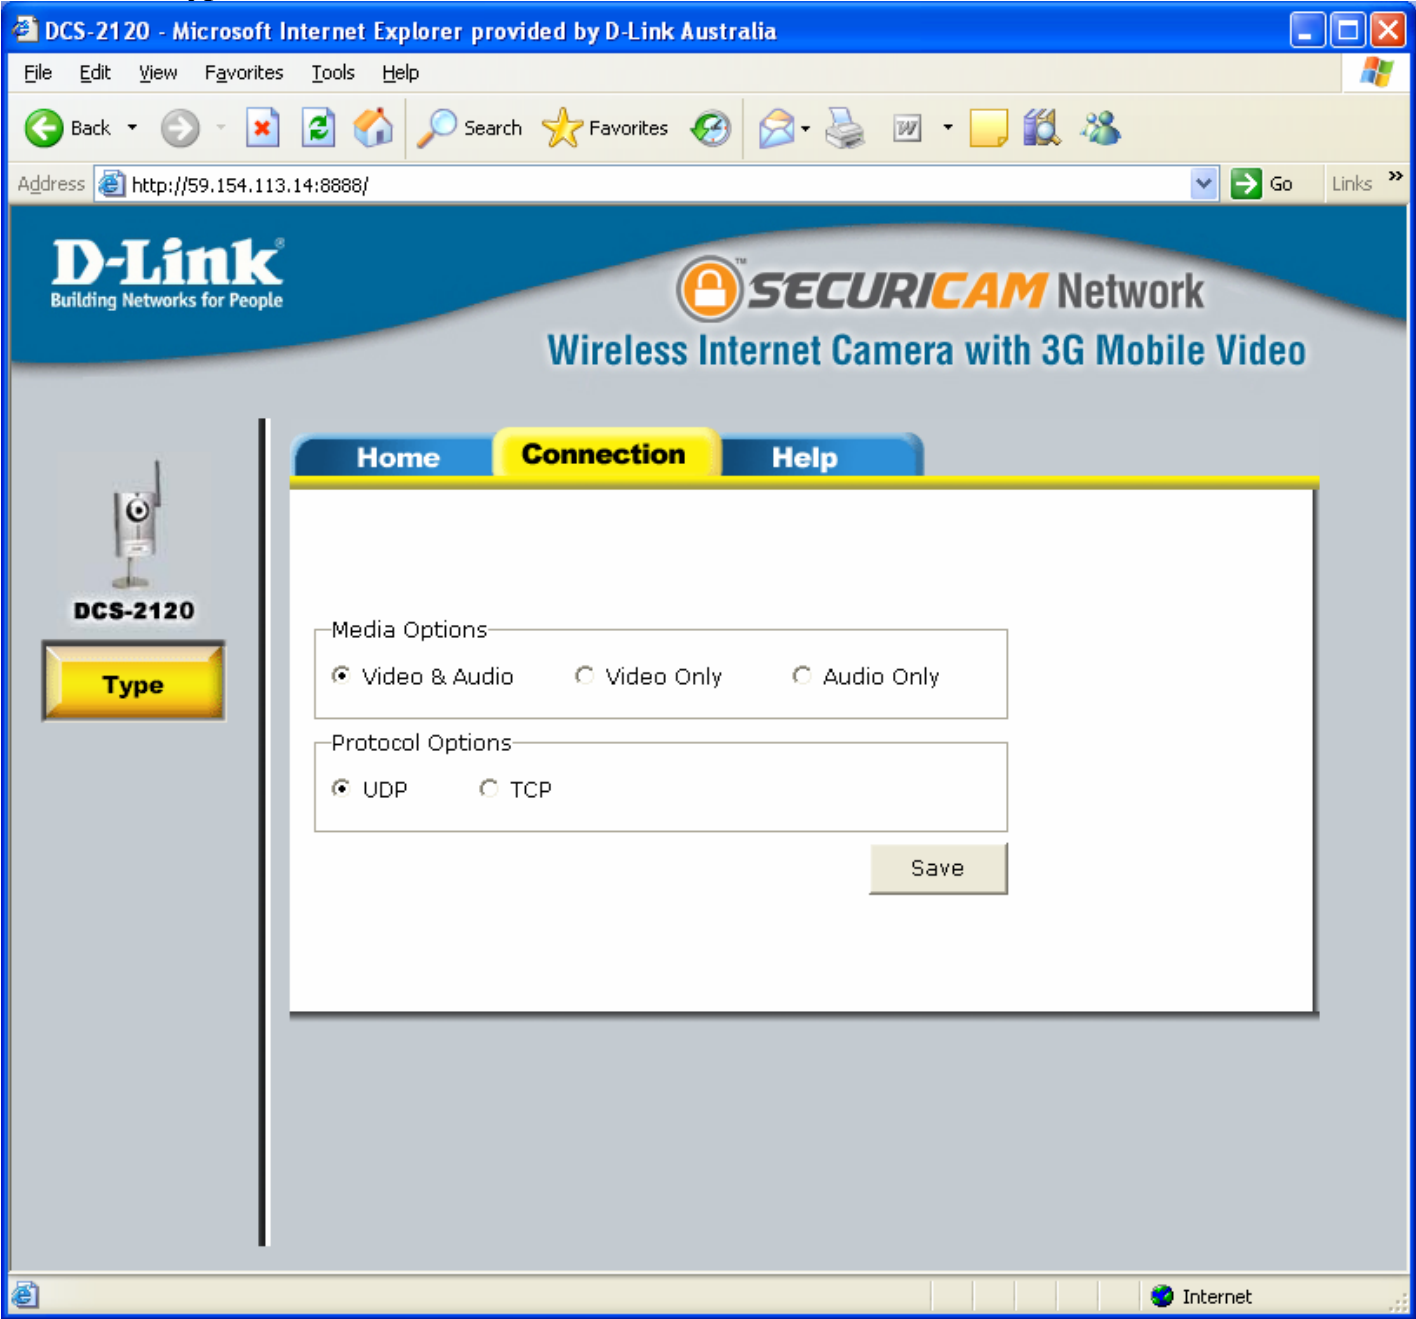 DCS-2120 - Microsoft Internet Explorer provided by D-Link Australia
File Edit View Favorites Tools Help
Back Search Favorites W
Address http://59.154.113.14:8888/ Go Links »
D-Link®
Building Networks for People
™SECURICAM Network
Wireless Internet Camera with 3G Mobile Video
Home Connection Help
DCS-2120
Type
Media Options
Video & Audio Video Only Audio Only
Protocol Options
UDP TCP
Save
Internet